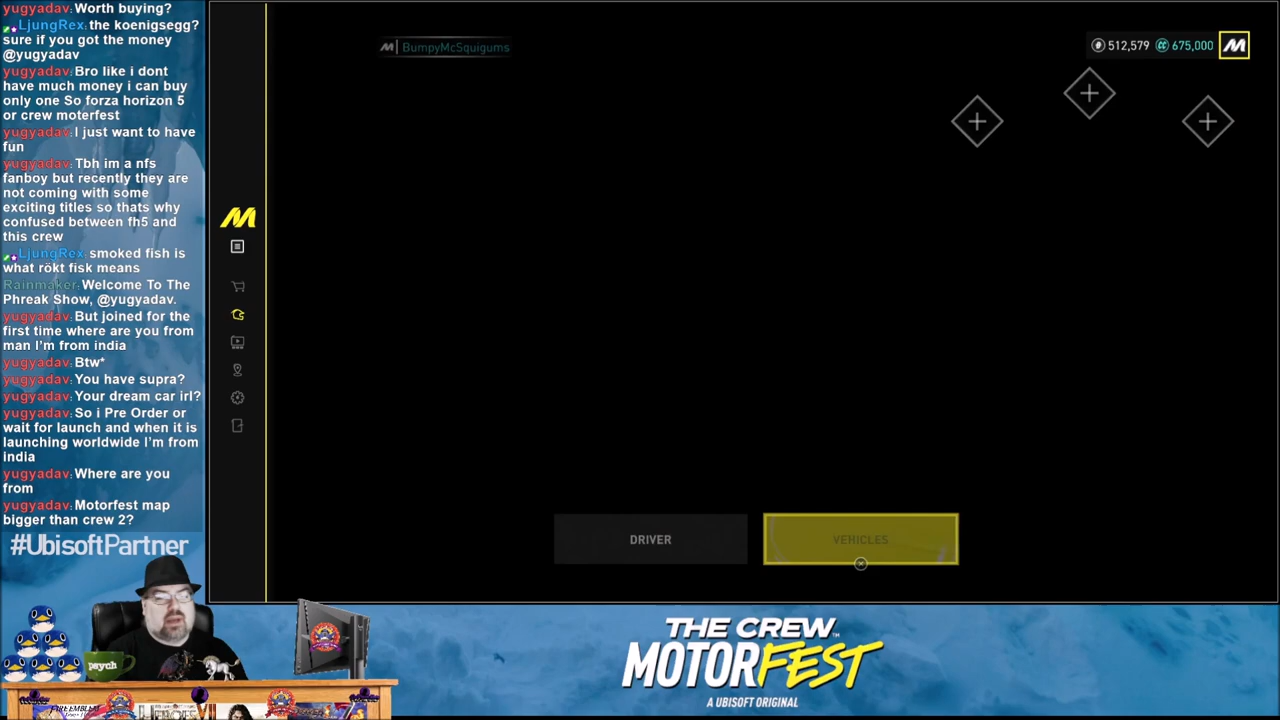 yugyadav: Worth buying?
LjungRex: the koenigsegg?
sure if you got the money
@yugyadav
yugyadav: Bro like i dont
have much money i can buy
only one So forza horizon 5
or crew moterfest
yugyadav: I just want to have
fun
yugyadav: Tbh im a nfs
fanboy but recently they are
not coming with some
exciting titles so thats why
confused between fh5 and
this crew
LjungRex: smoked fish is
what rökt fisk means
Rainmaker: Welcome To The
Phreak Show, @yugyadav.
yugyadav: But joined for the
first time where are you from
man I'm from india
yugyadav: Btw*
yugyadav: You have supra?
yugyadav: Your dream car irl?
yugyadav: So i Pre Order or
wait for launch and when it is
launching worldwide I'm from
india
yugyadav: Where are you
from
yugyadav: Motorfest map
bigger than crew 2?
#UbisoftPartner
BumpyMcSquigums
512,579 675,000
DRIVER VEHICLES
psych
THE CREW
MOTORFEST
A UBISOFT ORIGINAL
FIRE EMBLEM
HEROES